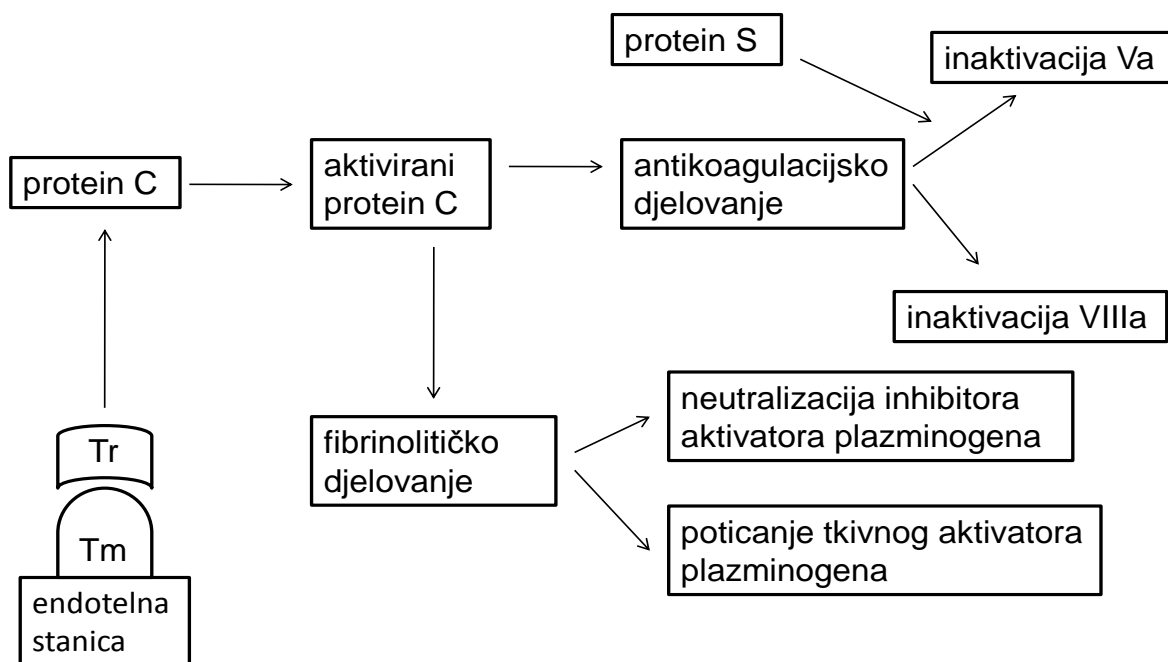 protein S
inaktivacija Va
protein C
aktivirani
protein C
antikoagulacijsko
djelovanje
inaktivacija VIIIa
fibrinolitičko
djelovanje
neutralizacija inhibitora
aktivatora plazminogena
poticanje tkivnog aktivatora
plazminogena
Tr
Tm
endotelna
stanica